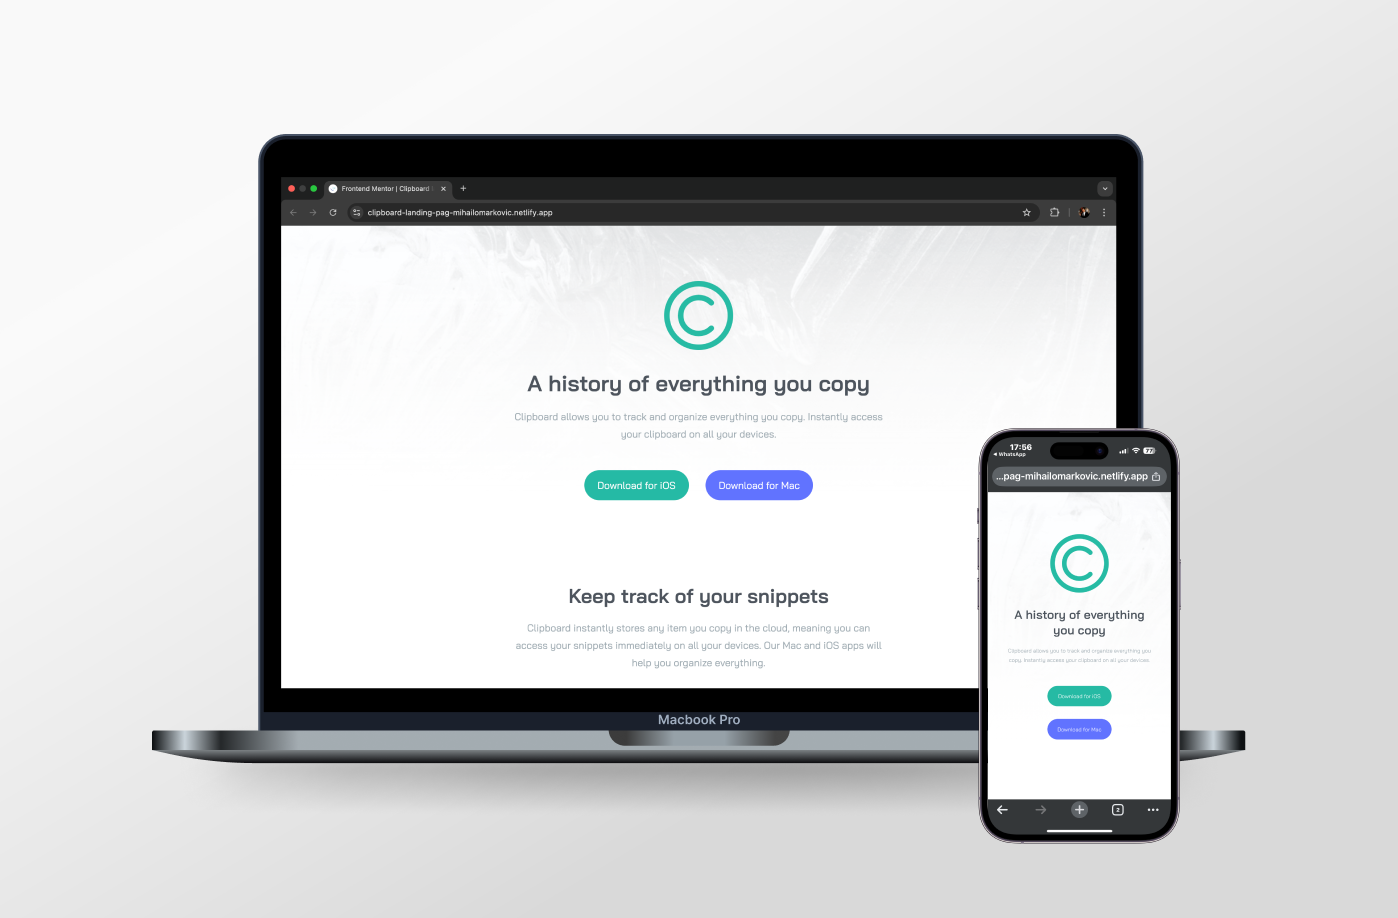 Frontend Mentor | Clipboard
clipboard-landing-pag-mihailomarkovic.netlify.app
A history of everything you copy
Clipboard allows you to track and organize everything you copy. Instantly access
your clipboard on all your devices.
Download for iOS
Download for Mac
Keep track of your snippets
Clipboard instantly stores any item you copy in the cloud, meaning you can
access your snippets immediately on all your devices. Our Mac and iOS apps will
help you organize everything.
Macbook Pro
17:56
WhatsApp
77
...pag-mihailomarkovic.netlify.app
A history of everything
you copy
Clipboard allows you to track and organize everything you
copy. Instantly access your clipboard on all your devices.
Download for iOS
Download for Mac
2